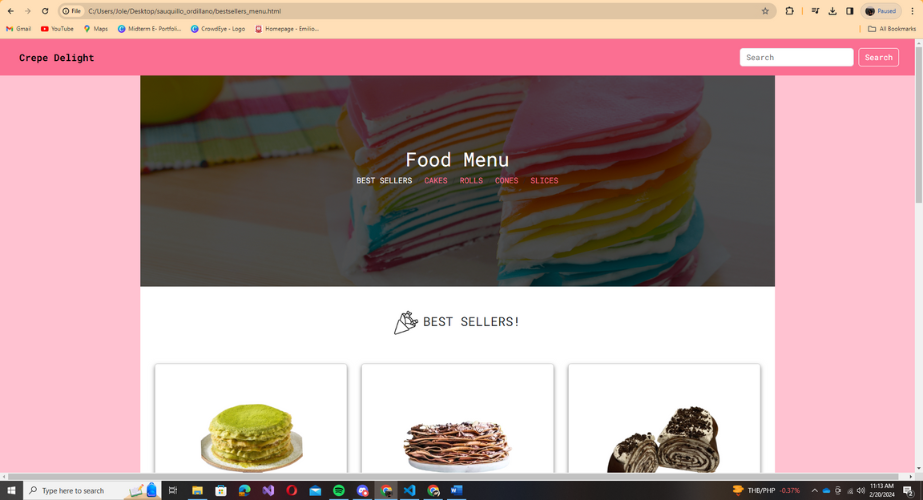 C:/Users/Jole/Desktop/sauquillo_ordillano/bestsellers_menu.html
File
Paused
Gmail
YouTube
Maps
Midterm E- Portfoli...
CrowdEye - Logo
Homepage - Emilio...
All Bookmarks
Crepe Delight
Search
Search
Food Menu
BEST SELLERS CAKES ROLLS CONES SLICES
BEST SELLERS!
Type here to search
THB/PHP -0.37%
11:13 AM
2/20/2024